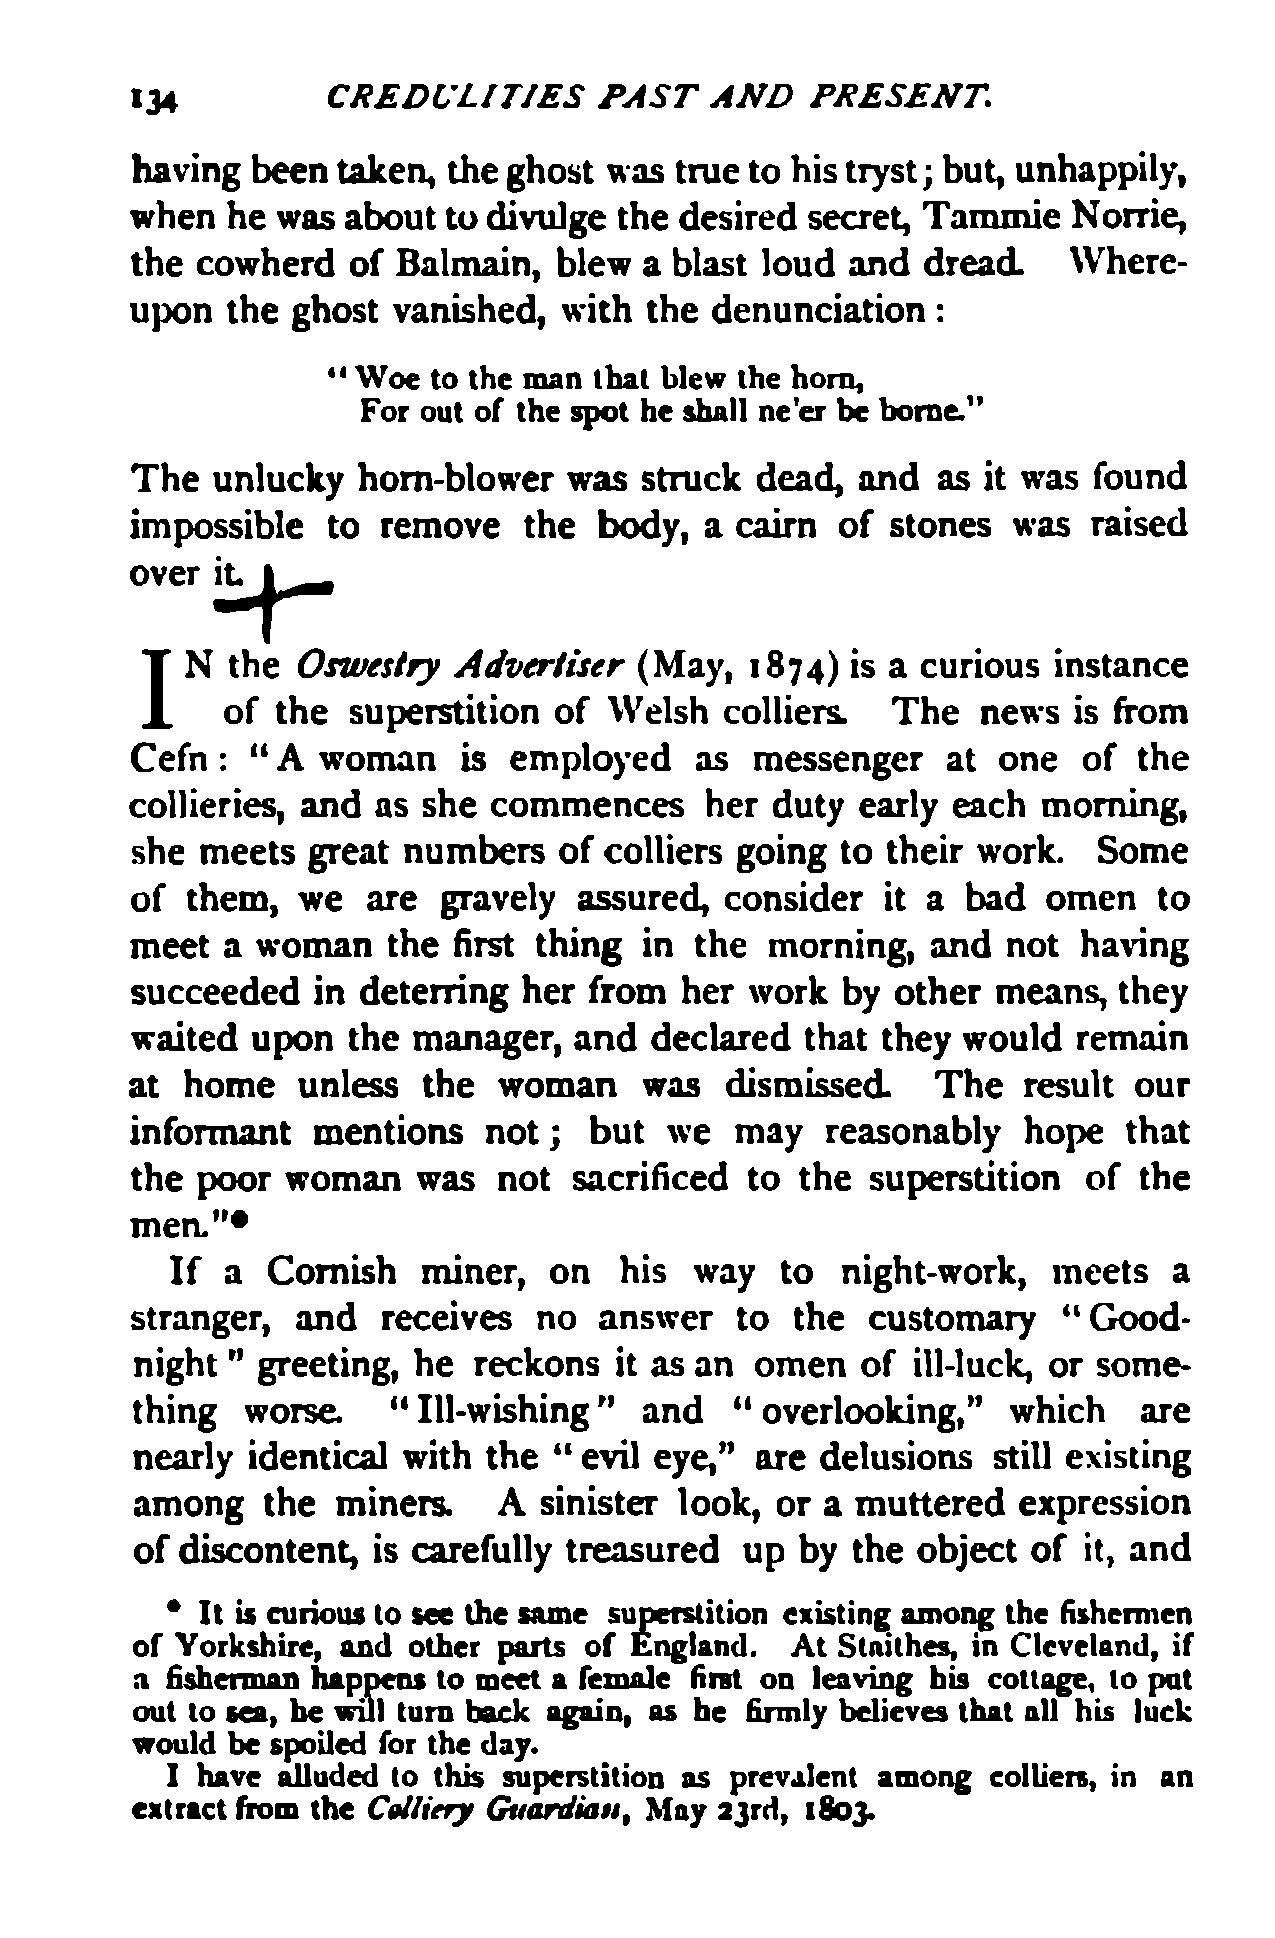 134 CREDULITIES PAST AND PRESENT.
having been taken, the ghost was true to his tryst; but, unhappily,
when he was about to divulge the desired secret, Tammie Norrie,
the cowherd of Balmain, blew a blast loud and dread. Where-
upon the ghost vanished, with the denunciation :
“ Woe to the man that blew the horn,
For out of the spot he shall ne'er be borne.”
The unlucky horn-blower was struck dead, and as it was found
impossible to remove the body, a cairn of stones was raised
over it.
IN the Oswestry Advertiser (May, 1874) is a curious instance
of the superstition of Welsh colliers. The news is from
Cefn : “ A woman is employed as messenger at one of the
collieries, and as she commences her duty early each morning,
she meets great numbers of colliers going to their work. Some
of them, we are gravely assured, consider it a bad omen to
meet a woman the first thing in the morning, and not having
succeeded in deterring her from her work by other means, they
waited upon the manager, and declared that they would remain
at home unless the woman was dismissed. The result our
informant mentions not ; but we may reasonably hope that
the poor woman was not sacrificed to the superstition of the
men.”*
If a Cornish miner, on his way to night-work, meets a
stranger, and receives no answer to the customary “ Good-
night ” greeting, he reckons it as an omen of ill-luck, or some-
thing worse. “ Ill-wishing ” and “ overlooking,” which are
nearly identical with the “ evil eye,” are delusions still existing
among the miners. A sinister look, or a muttered expression
of discontent, is carefully treasured up by the object of it, and
* It is curious to see the same superstition existing among the fishermen
of Yorkshire, and other parts of England. At Staithes, in Cleveland, if
a fisherman happens to meet a female first on leaving his cottage, to put
out to sea, he will turn back again, as he firmly believes that all his luck
would be spoiled for the day.
I have alluded to this superstition as prevalent among colliers, in an
extract from the Colliery Guardian, May 23rd, 1803.